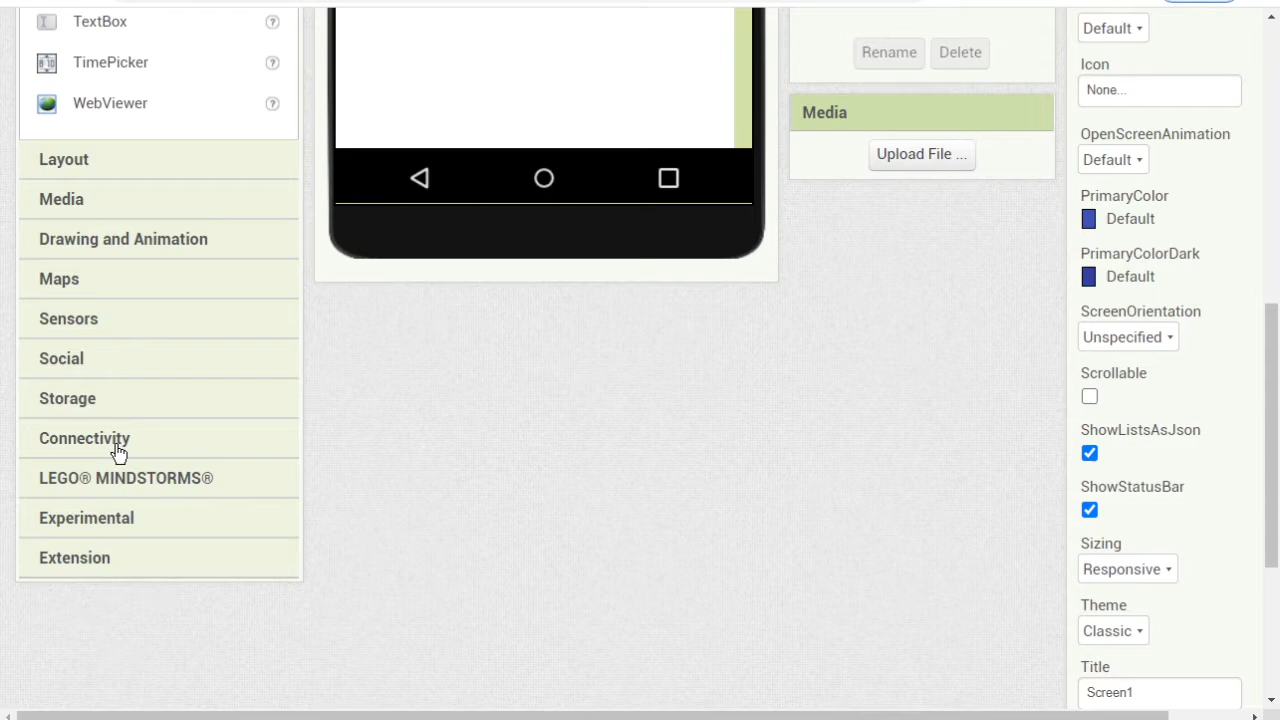 TextBox
TimePicker
WebViewer
Layout
Media
Drawing and Animation
Maps
Sensors
Social
Storage
Connectivity
LEGO® MINDSTORMS®
Experimental
Extension
Rename Delete
Media
Upload File ...
Default
Icon
None...
OpenScreenAnimation
Default
PrimaryColor
Default
PrimaryColorDark
Default
ScreenOrientation
Unspecified
Scrollable
ShowListsAsJson
ShowStatusBar
Sizing
Responsive
Theme
Classic
Title
Screen1